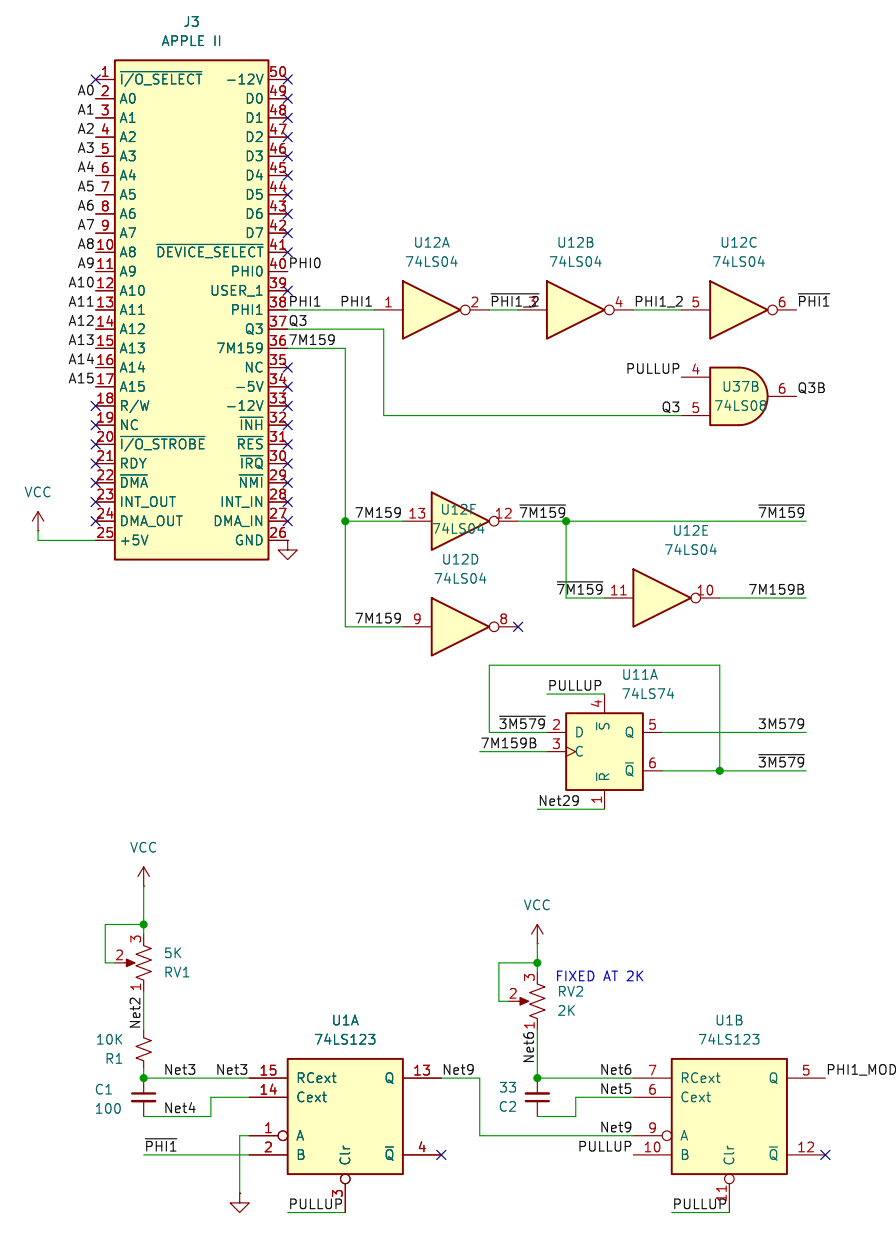 J3
APPLE II
1 I/O_SELECT -12V 50
A0 2 A0 D0 49
A1 3 A1 D1 48
A2 4 A2 D2 47
A3 5 A3 D3 46
A4 6 A4 D4 45
A5 7 A5 D5 44
A6 8 A6 D6 43
A7 9 A7 D7 42
A8 10 A8 DEVICE_SELECT 41
A9 11 A9 PHI0 40 PHI0
A10 12 A10 USER_1 39
A11 13 A11 PHI1 38 PHI1
A12 14 A12 Q3 37 Q3
A13 15 A13 7M159 36 7M159
A14 16 A14 NC 35
A15 17 A15 -5V 34
18 R/W -12V 33
19 NC INH 32
20 I/O_STROBE RES 31
21 RDY IRQ 30
22 DMA NMI 29
23 INT_OUT INT_IN 28
24 DMA_OUT DMA_IN 27
25 +5V GND 26
VCC
U12A
74LS04
PHI1 1 2 PHI1_2
U12B
74LS04
3 4 PHI1_2
U12C
74LS04
5 6 PHI1
PULLUP 4
U37B
74LS08
6 Q3B
Q3 5
7M159 13
U12F
74LS04
12 7M159 7M159
U12E
74LS04
7M159 11 10 7M159B
U12D
74LS04
7M159 9 8
U11A
74LS74
PULLUP
4
S
3M579 2 D Q 5 3M579
7M159B 3 C
Q 6 3M579
R
1
Net29
VCC
3
2
5K
RV1
1
Net2
10K
R1
C1
100
Net3 Net3
Net4
U1A
74LS123
15 RCext Q 13 Net9
14 Cext
1 A
PHI1 2 B Q 4
Clr
3
PULLUP
VCC
FIXED AT 2K
3
2
RV2
2K
1
Net6
33
C2
U1B
74LS123
Net6 7 RCext Q 5 PHI1_MOD
Net5 6 Cext
Net9 9 A
PULLUP 10 B Q 12
Clr
11
PULLUP